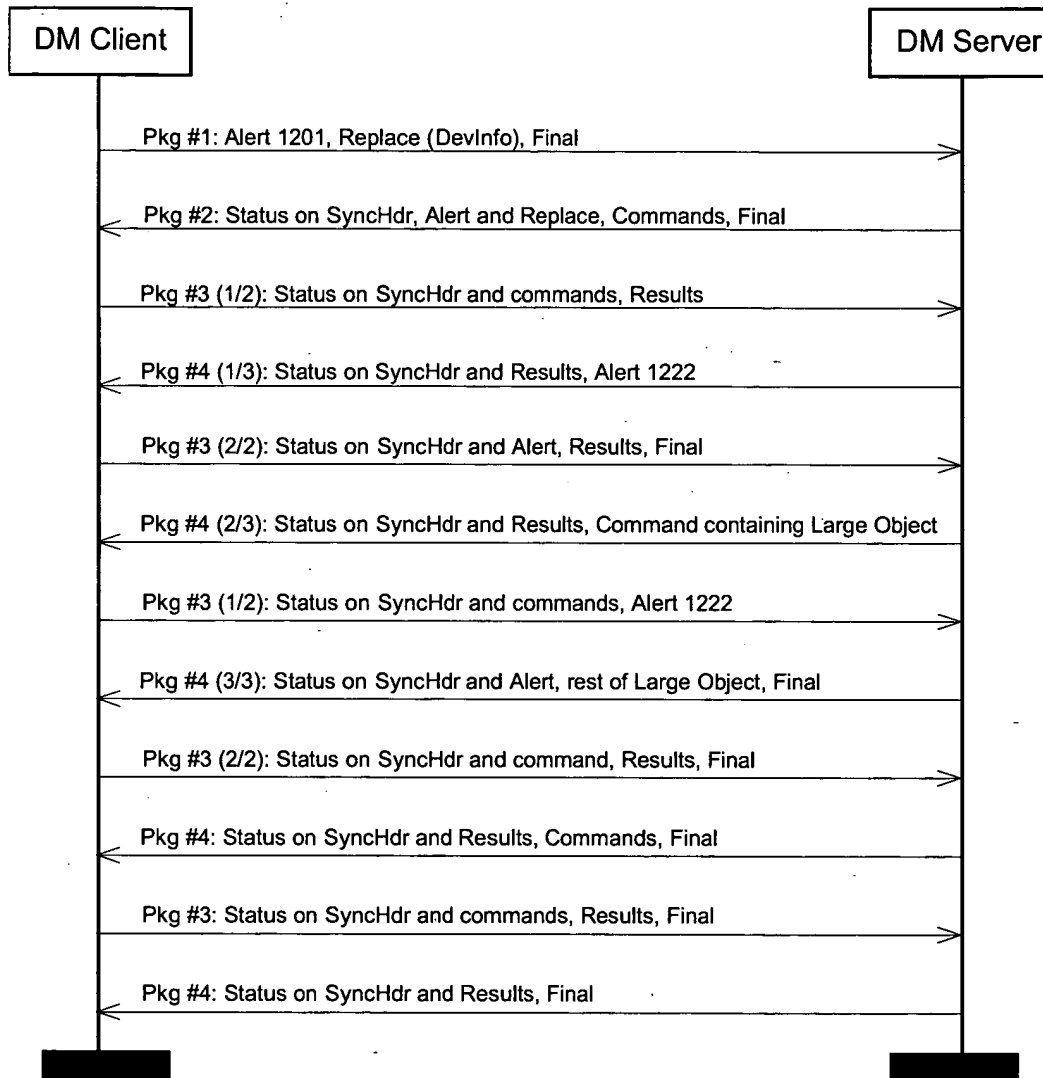 DM Client
DM Server
Pkg #1: Alert 1201, Replace (DevInfo), Final
Pkg #2: Status on SyncHdr, Alert and Replace, Commands, Final
Pkg #3 (1/2): Status on SyncHdr and commands, Results
Pkg #4 (1/3): Status on SyncHdr and Results, Alert 1222
Pkg #3 (2/2): Status on SyncHdr and Alert, Results, Final
Pkg #4 (2/3): Status on SyncHdr and Results, Command containing Large Object
Pkg #3 (1/2): Status on SyncHdr and commands, Alert 1222
Pkg #4 (3/3): Status on SyncHdr and Alert, rest of Large Object, Final
Pkg #3 (2/2): Status on SyncHdr and command, Results, Final
Pkg #4: Status on SyncHdr and Results, Commands, Final
Pkg #3: Status on SyncHdr and commands, Results, Final
Pkg #4: Status on SyncHdr and Results, Final